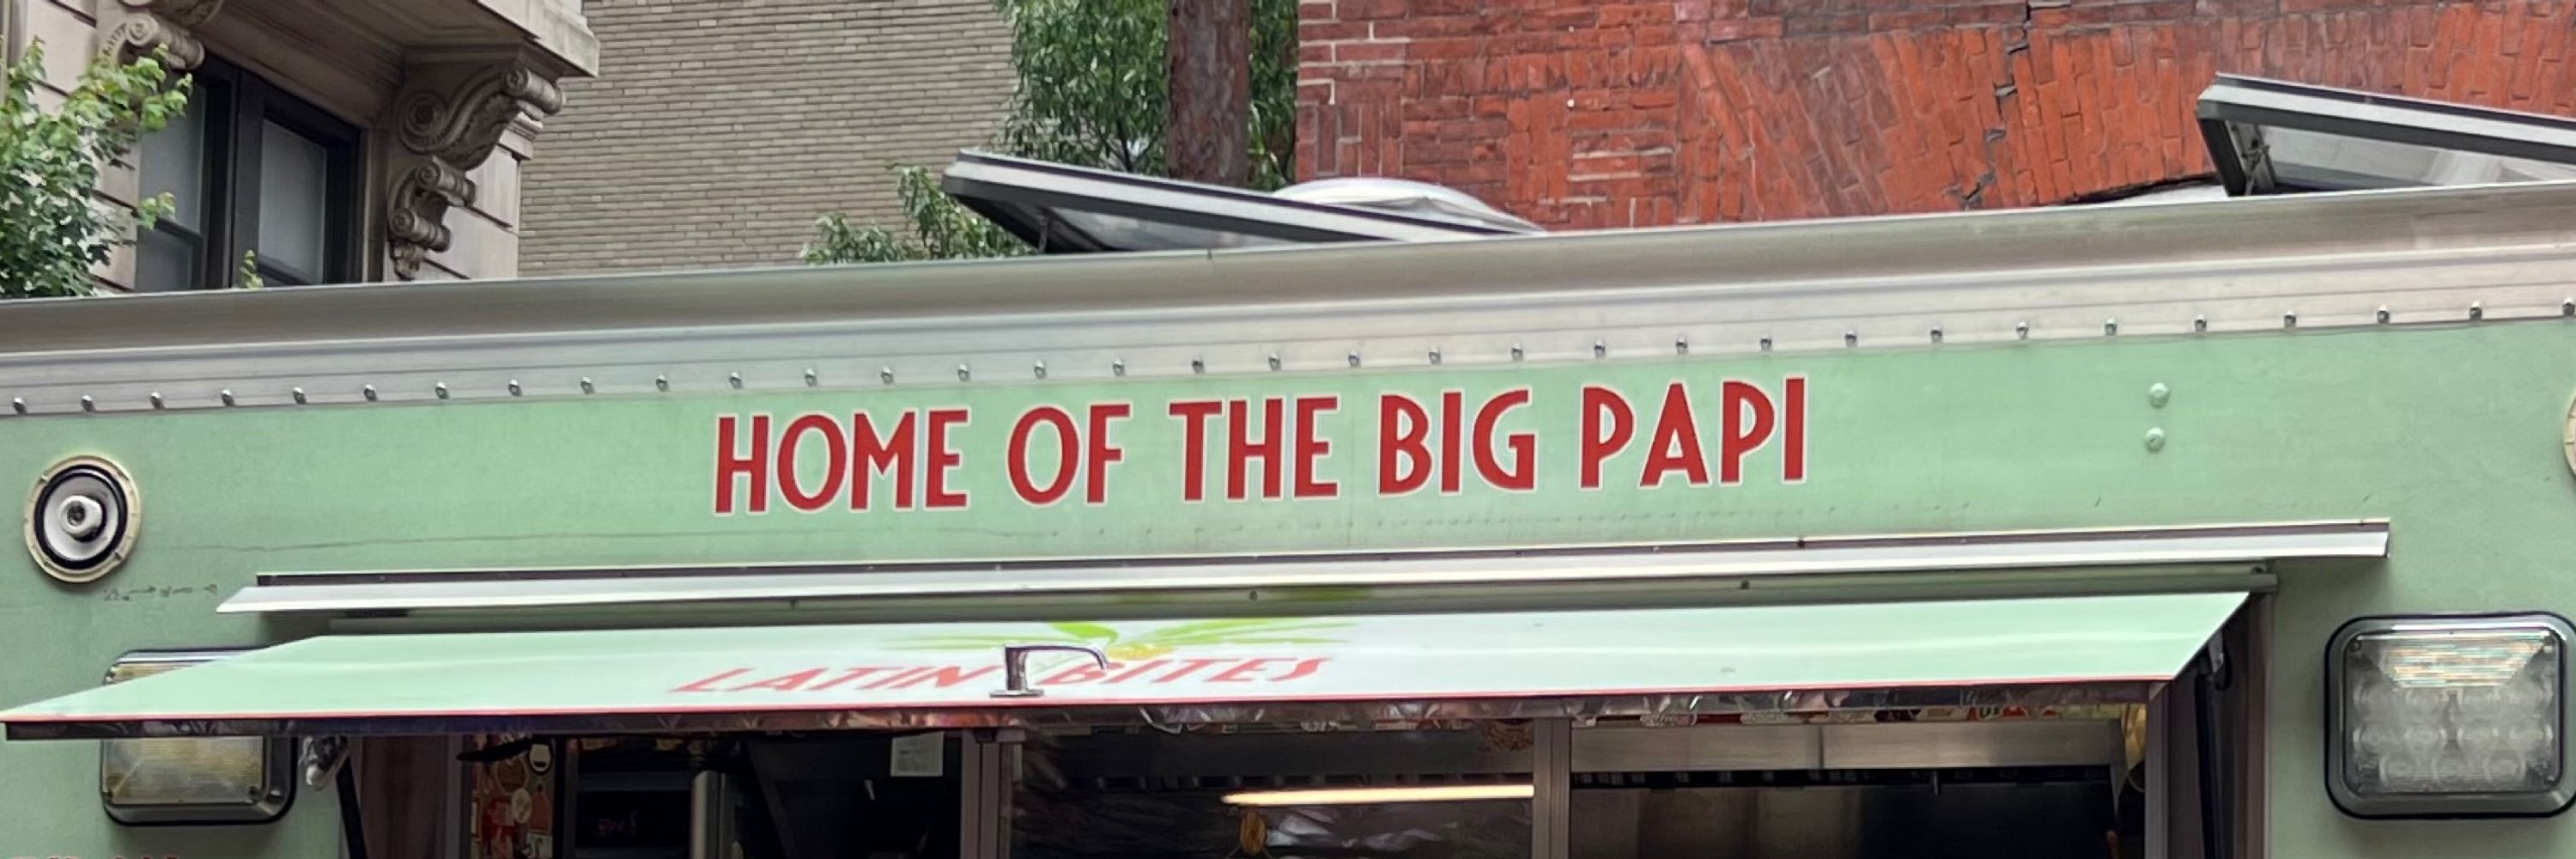 HOME OF THE BIG PAPI
LATIN BITES